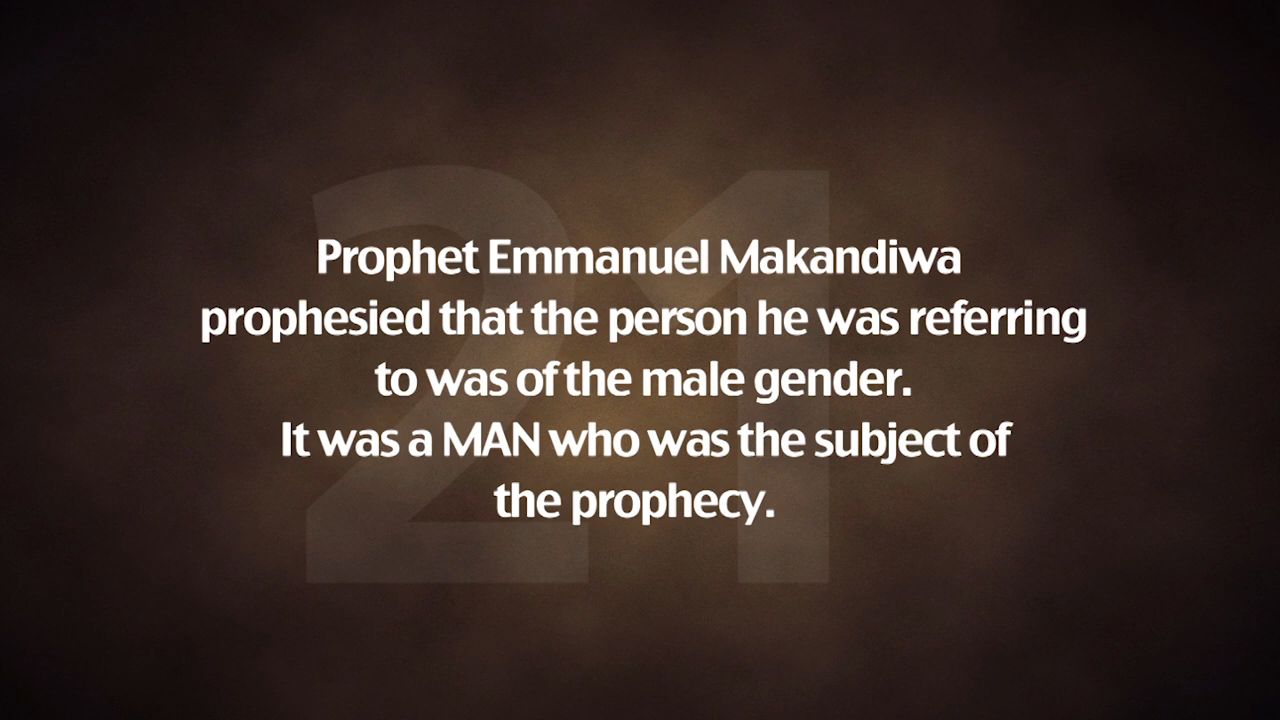 21
Prophet Emmanuel Makandiwa
prophesied that the person he was referring
to was of the male gender.
It was a MAN who was the subject of
the prophecy.